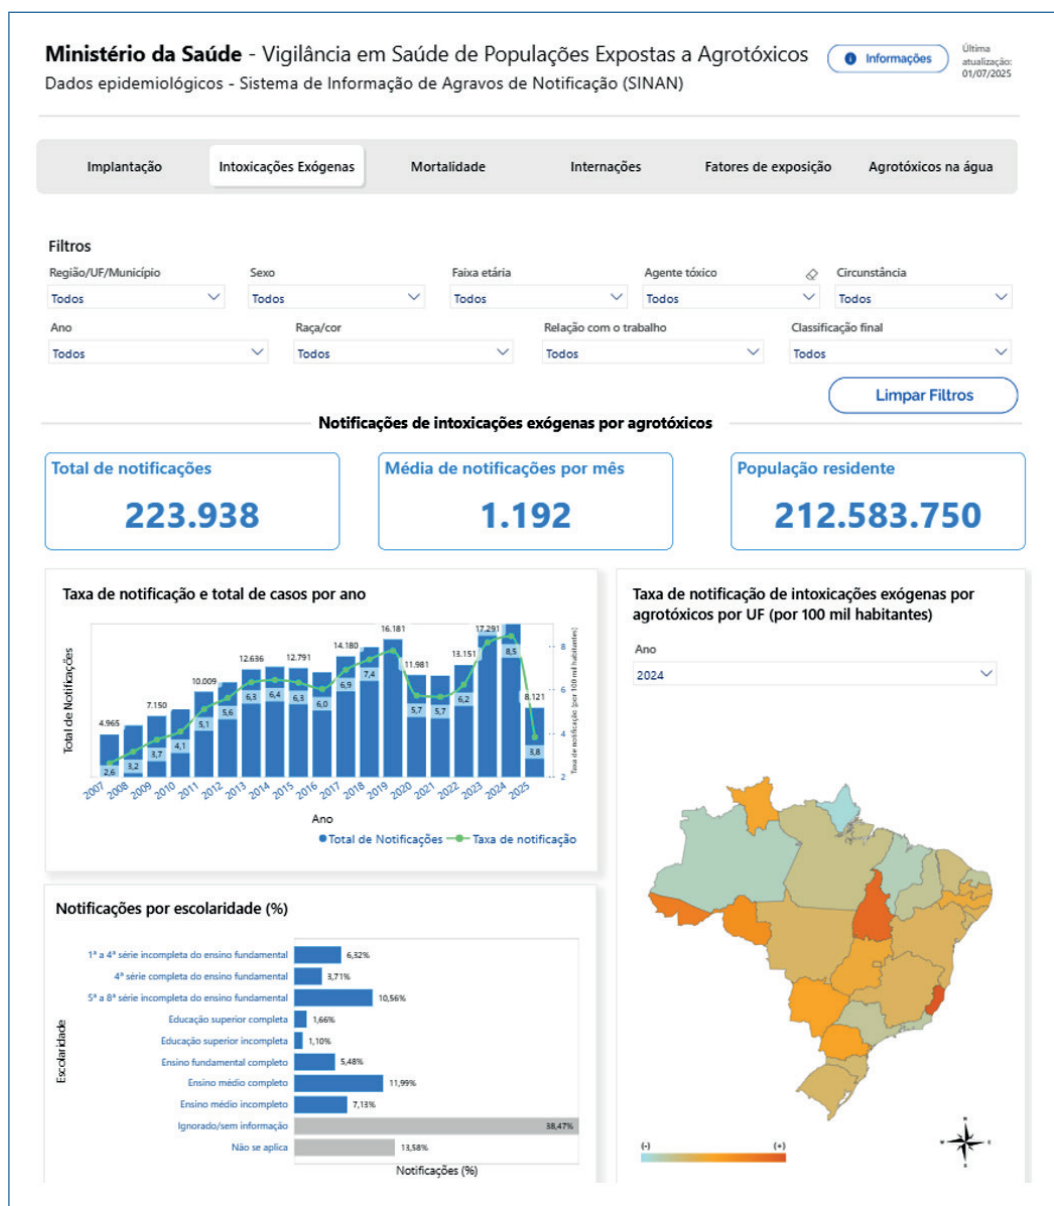 Ministério da Saúde - Vigilância em Saúde de Populações Expostas a Agrotóxicos
Dados epidemiológicos - Sistema de Informação de Agravos de Notificação (SINAN)
Informações
Última
atualização:
01/07/2025
Implantação
Intoxicações Exógenas
Mortalidade
Internações
Fatores de exposição
Agrotóxicos na água
Filtros
Região/UF/Município
Todos
Sexo
Todos
Faixa etária
Todos
Agente tóxico
Todos
Circunstância
Todos
Ano
Todos
Raça/cor
Todos
Relação com o trabalho
Todos
Classificação final
Todos
Limpar Filtros
Notificações de intoxicações exógenas por agrotóxicos
Total de notificações
223.938
Média de notificações por mês
1.192
População residente
212.583.750
Taxa de notificação e total de casos por ano
Total de Notificações
4.965
7.150
10.009
12.636
12.791
14.180
16.181
11.981
13.151
17.291
8.121
2,6
3,2
3,7
4,1
5,1
5,6
6,3
6,4
6,3
6,0
6,9
7,4
5,7
5,7
6,2
8,2
8,5
3,8
8
6
4
2
Taxa de notificação (por 100 mil habitantes)
2007
2008
2009
2010
2011
2012
2013
2014
2015
2016
2017
2018
2019
2020
2021
2022
2023
2024
2025
Ano
Total de Notificações
Taxa de notificação
Taxa de notificação de intoxicações exógenas por
agrotóxicos por UF (por 100 mil habitantes)
Ano
2024
(-)
(+)
N
Notificações por escolaridade (%)
Escolaridade
1ª a 4ª série incompleta do ensino fundamental 6,32%
4ª série completa do ensino fundamental 3,71%
5ª a 8ª série incompleta do ensino fundamental 10,56%
Educação superior completa 1,66%
Educação superior incompleta 1,10%
Ensino fundamental completo 5,48%
Ensino médio completo 11,99%
Ensino médio incompleto 7,13%
Ignorado/sem informação 38,47%
Não se aplica 13,58%
Notificações (%)